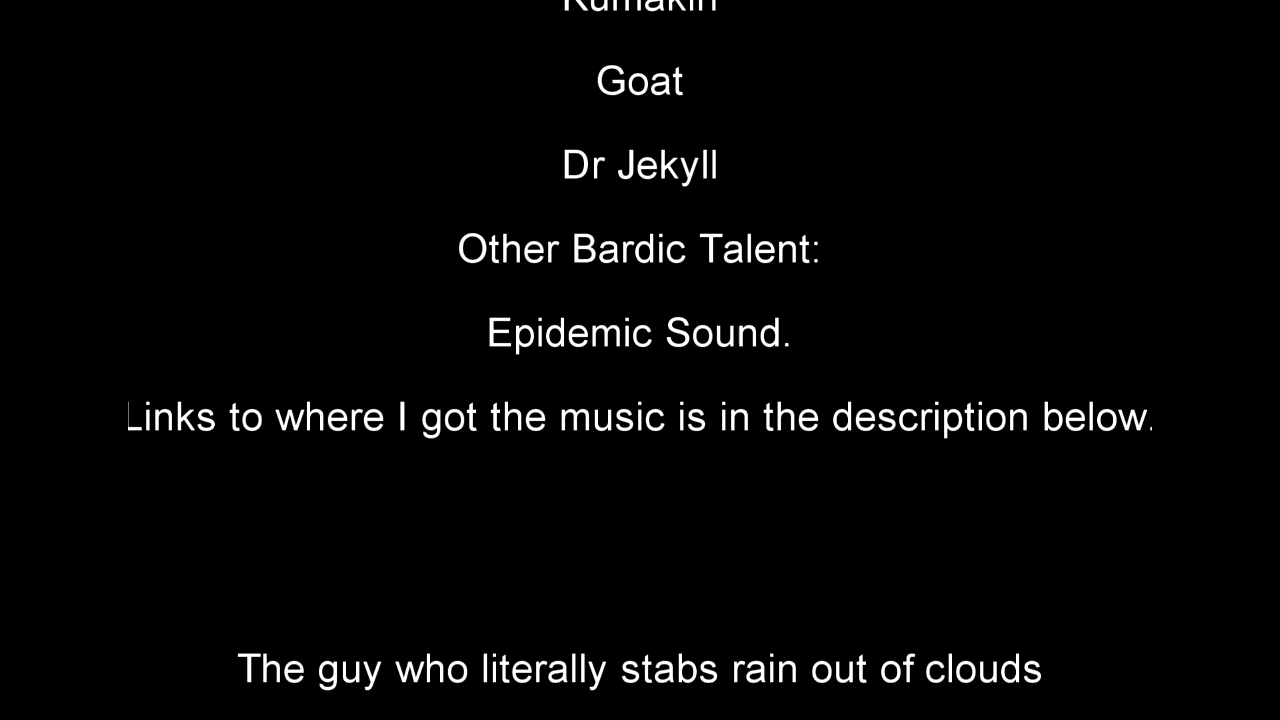 Kumakin
Goat
Dr Jekyll
Other Bardic Talent:
Epidemic Sound.
Links to where I got the music is in the description below.
The guy who literally stabs rain out of clouds